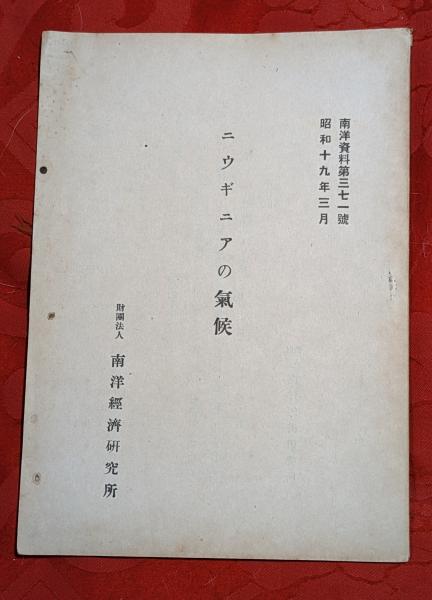 南洋資料第三七一號
昭和十九年三月
ニウギニアの氣候
財團法人 南洋經濟研究所